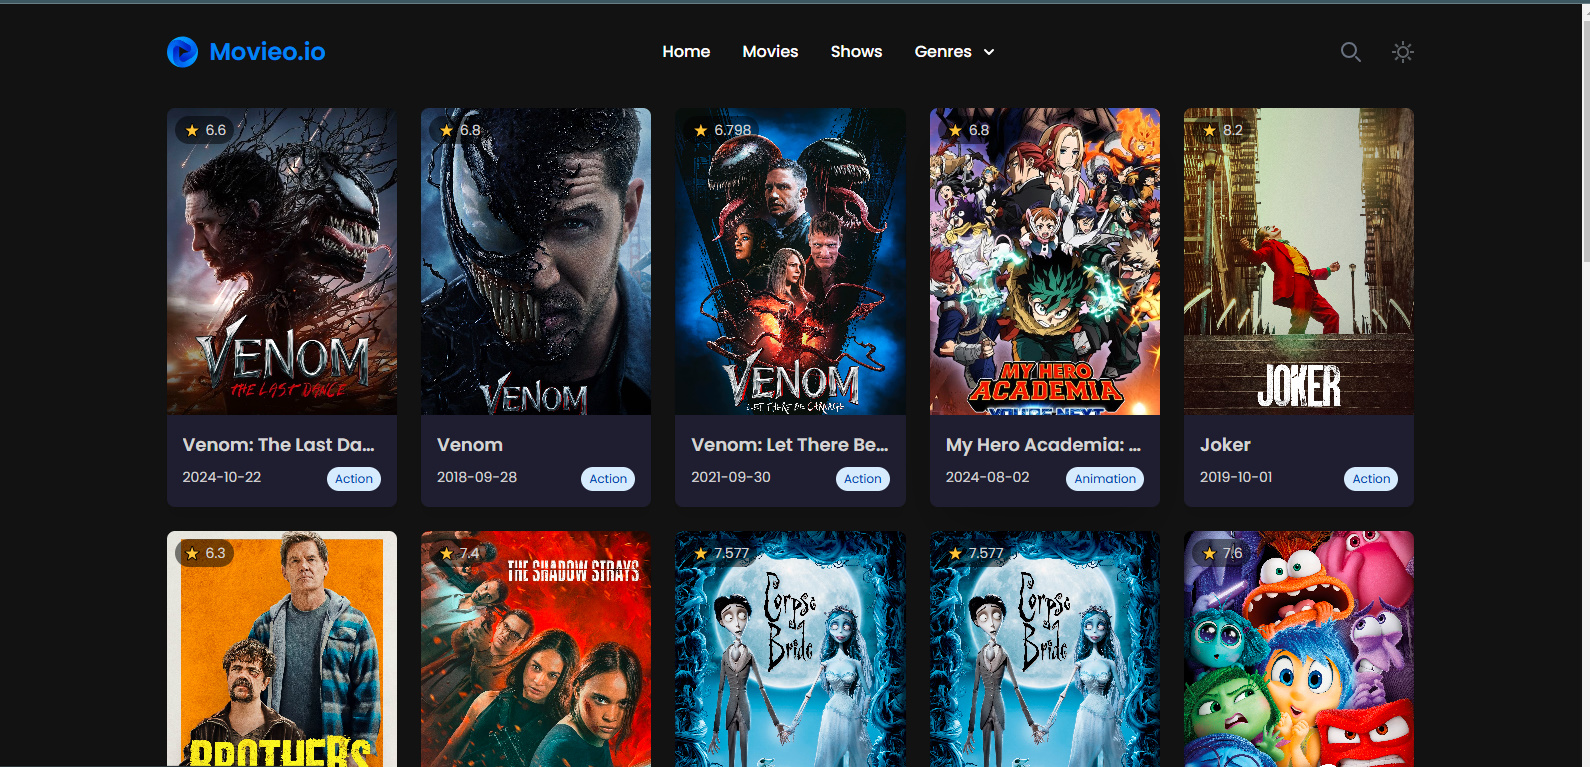 Movieo.io
Home Movies Shows Genres
6.6
VENOM
THE LAST DANCE
Venom: The Last Da...
2024-10-22 Action
6.8
VENOM
Venom
2018-09-28 Action
6.798
VENOM
LET THERE BE CARNAGE
Venom: Let There Be...
2021-09-30 Action
6.8
MY HERO
ACADEMIA
YOU'RE NEXT
My Hero Academia: ...
2024-08-02 Animation
8.2
JOKER
Joker
2019-10-01 Action
6.3
BROTHERS
7.4
THE SHADOW STRAYS
7.577
Corpse
Bride
7.577
Corpse
Bride
7.6